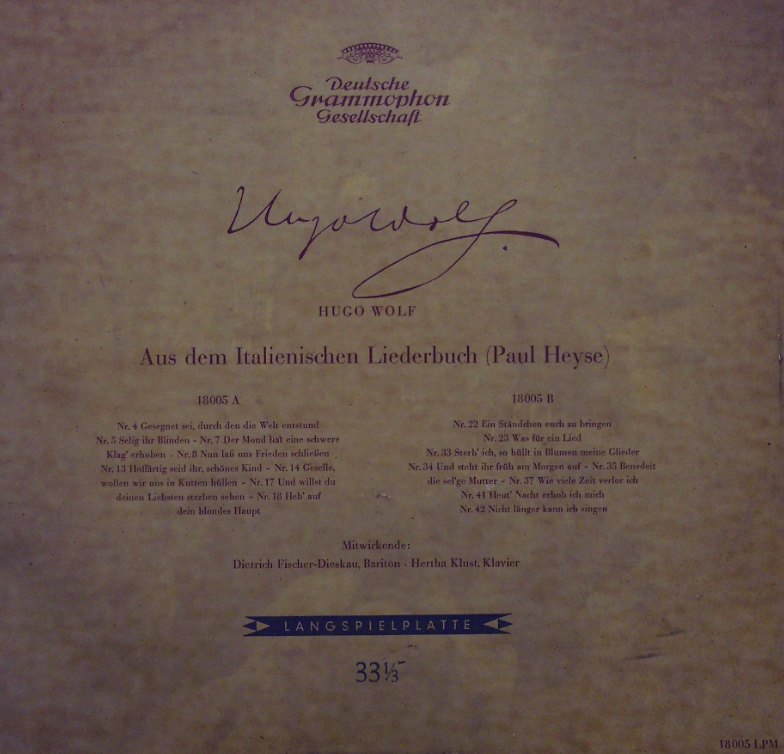 Deutsche
Grammophon
Gesellschaft
Hugo Wolf
HUGO WOLF
Aus dem Italienischen Liederbuch (Paul Heyse)
18005 A
Nr. 4 Gesegnet sei, durch den die Welt entstund
Nr. 5 Selig ihr Blinden - Nr. 7 Der Mond hat eine schwere
Klag' erhoben - Nr. 8 Nun laß uns Frieden schließen
Nr. 13 Hoffärtig seid ihr, schönes Kind - Nr. 14 Geselle,
wollen wir uns in Kutten hüllen - Nr. 17 Und willst du
deinen Liebsten sterben sehen - Nr. 18 Heb' auf
dein blondes Haupt
18005 B
Nr. 22 Ein Ständchen euch zu bringen
Nr. 23 Was für ein Lied
Nr. 33 Sterb' ich, so hüllt in Blumen meine Glieder
Nr. 34 Und steht ihr früh am Morgen auf - Nr. 35 Benedeit
die sel'ge Mutter - Nr. 37 Wie viele Zeit verlor ich
Nr. 41 Heut' Nacht erhob ich mich
Nr. 42 Nicht länger kann ich singen
Mitwirkende:
Dietrich Fischer-Dieskau, Bariton - Hertha Klust, Klavier
LANGSPIELPLATTE
33⅓
18005 LPM